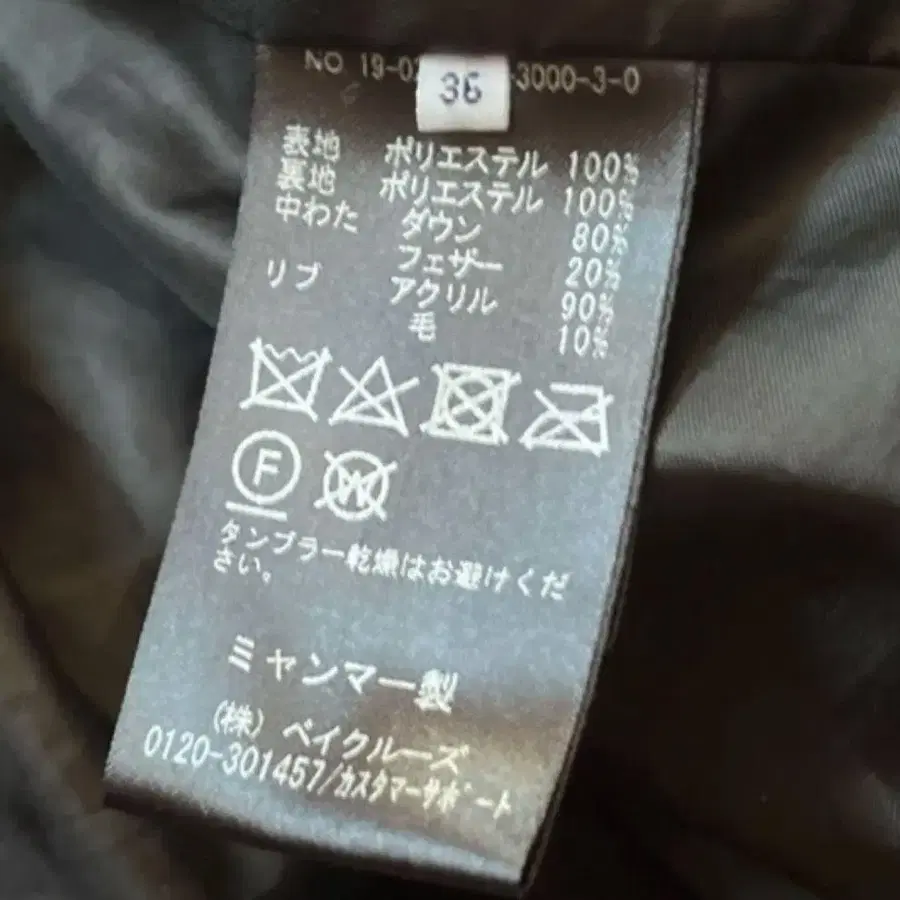 NO 19-02 -3000-3-0
36
表地 ポリエステル 100%
裏地 ポリエステル 100%
中わた ダウン 80%
フェザー 20%
リブ アクリル 90%
毛 10%
F W
タンブラー乾燥はお避けくだ
さい。
ミャンマー製
(株) ベイクルーズ
0120-301457/カスタマーサポート